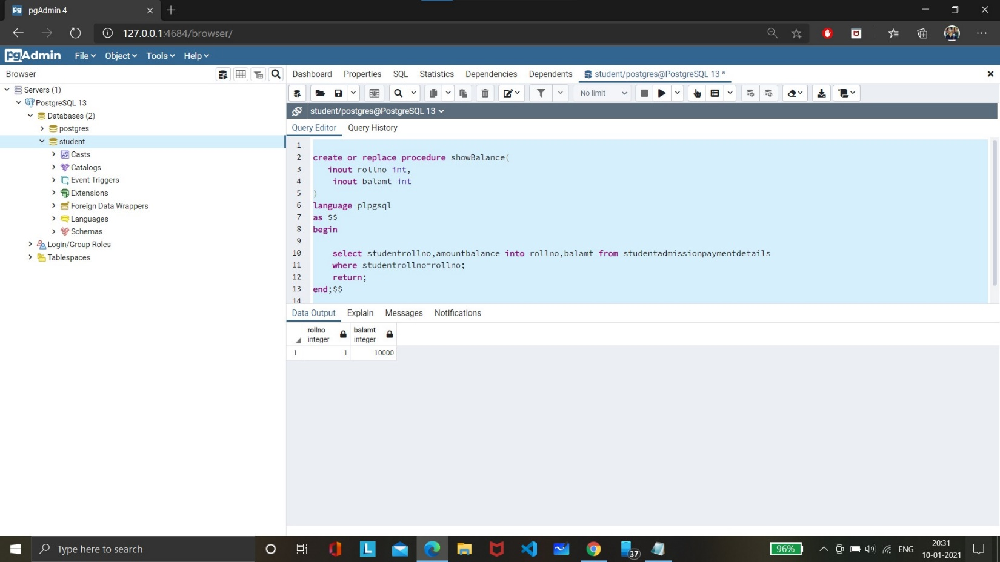 pgAdmin 4
127.0.0.1:4684/browser/
pgAdmin File Object Tools Help
Browser
Dashboard Properties SQL Statistics Dependencies Dependents student/postgres@PostgreSQL 13 *
Servers (1)
PostgreSQL 13
Databases (2)
postgres
student
Casts
Catalogs
Event Triggers
Extensions
Foreign Data Wrappers
Languages
Schemas
Login/Group Roles
Tablespaces
No limit
student/postgres@PostgreSQL 13
Query Editor Query History
1
2 create or replace procedure showBalance(
3 inout rollno int,
4 inout balamt int
5 )
6 language plpgsql
7 as $$
8 begin
9
10 select studentrollno,amountbalance into rollno,balamt from studentadmissionpaymentdetails
11 where studentrollno=rollno;
12 return;
13 end;$$
14
Data Output Explain Messages Notifications
rollno balamt
integer integer
1 1 10000
Type here to search
L
37
96%
ENG
20:31
10-01-2021